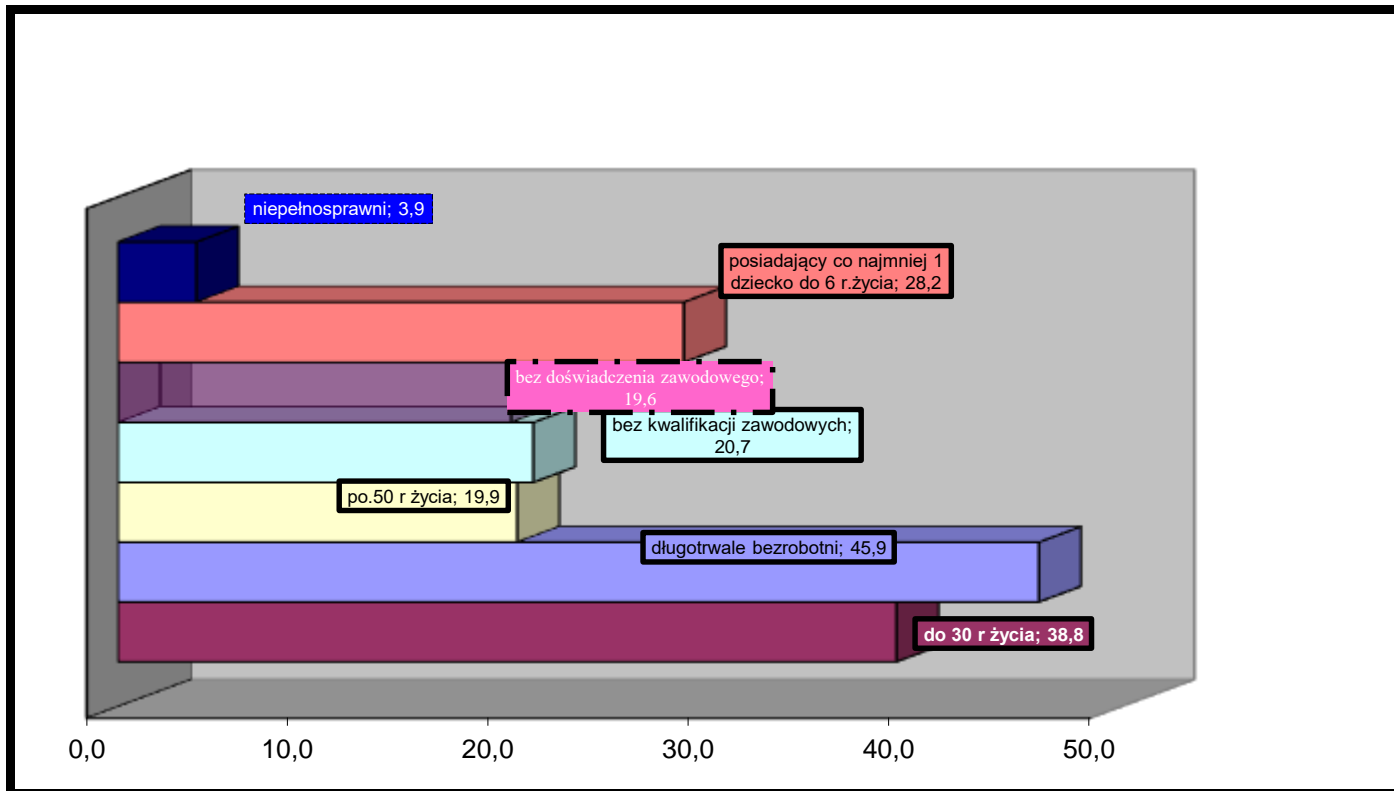 niepełnosprawni; 3,9
posiadający co najmniej 1
dziecko do 6 r.życia; 28,2
bez doświadczenia zawodowego;
19,6
bez kwalifikacji zawodowych;
20,7
po.50 r życia; 19,9
długotrwale bezrobotni; 45,9
do 30 r życia; 38,8
0,0 10,0 20,0 30,0 40,0 50,0